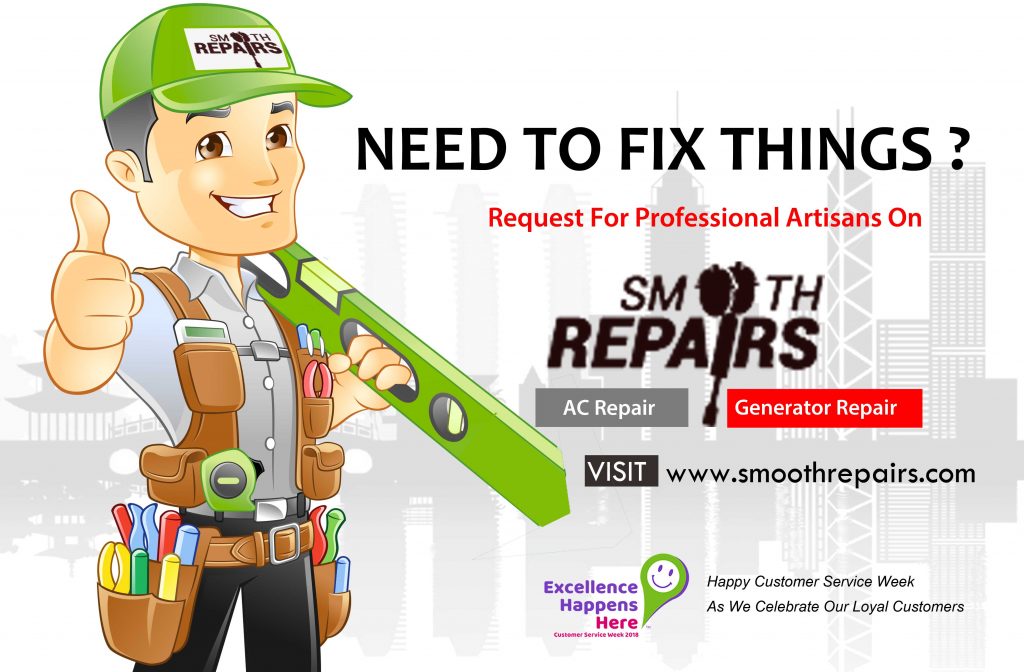 SMOOTH
REPAIRS
NEED TO FIX THINGS ?
Request For Professional Artisans On
SMOOTH
REPAIRS
AC Repair
Generator Repair
VISIT www.smoothrepairs.com
Excellence
Happens
Here
™
Customer Service Week 2018
Happy Customer Service Week
As We Celebrate Our Loyal Customers